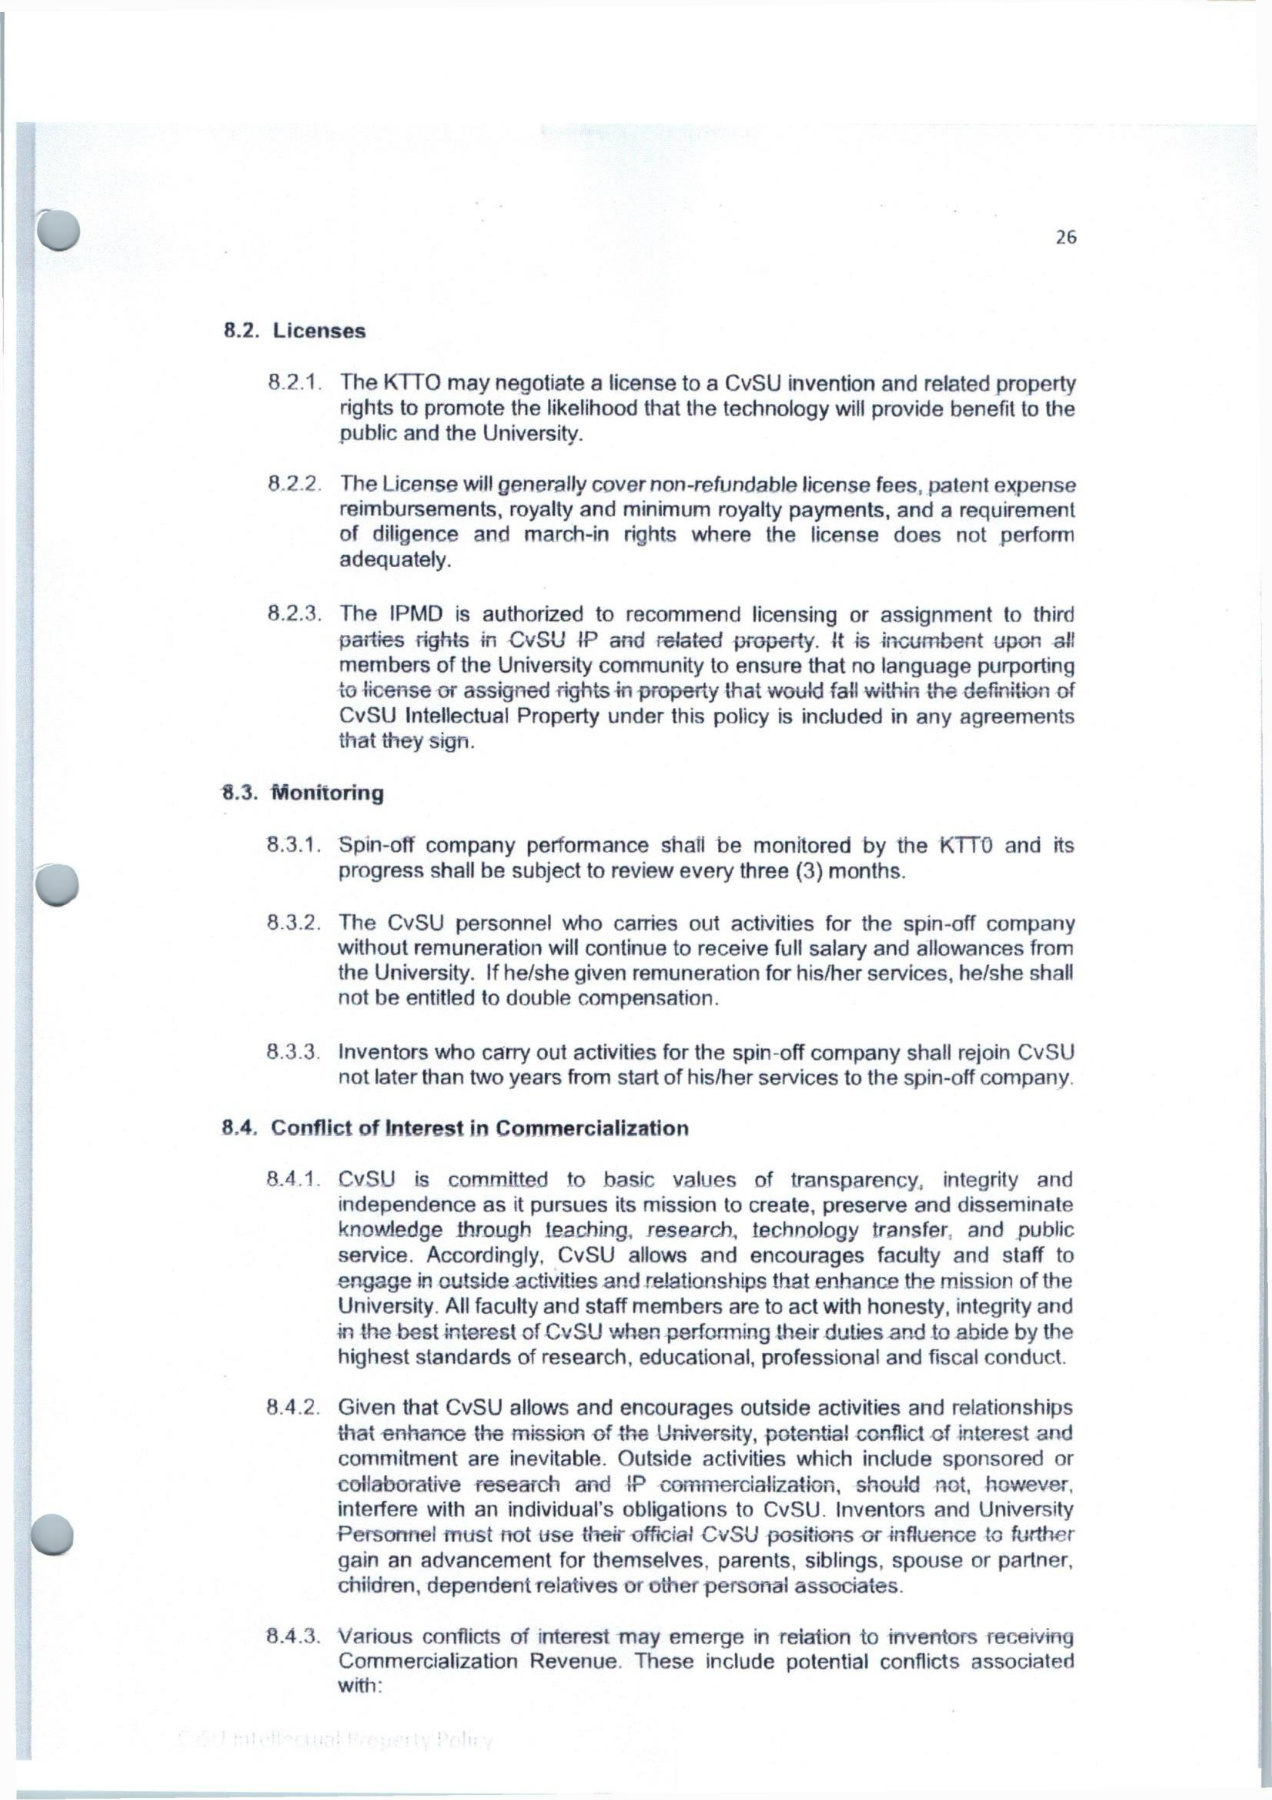 26
8.2. Licenses
8.2.1. The KTTO may negotiate a license to a CvSU invention and related property
rights to promote the likelihood that the technology will provide benefit to the
public and the University.
8.2.2. The License will generally cover non-refundable license fees, patent expense
reimbursements, royalty and minimum royalty payments, and a requirement
of diligence and march-in rights where the license does not perform
adequately.
8.2.3. The IPMD is authorized to recommend licensing or assignment to third
parties rights in CvSU IP and related property. It is incumbent upon all
members of the University community to ensure that no language purporting
to license or assigned rights in property that would fall within the definition of
CvSU Intellectual Property under this policy is included in any agreements
that they sign.
8.3. Monitoring
8.3.1. Spin-off company performance shall be monitored by the KTTO and its
progress shall be subject to review every three (3) months.
8.3.2. The CvSU personnel who carries out activities for the spin-off company
without remuneration will continue to receive full salary and allowances from
the University. If he/she given remuneration for his/her services, he/she shall
not be entitled to double compensation.
8.3.3. Inventors who carry out activities for the spin-off company shall rejoin CvSU
not later than two years from start of his/her services to the spin-off company.
8.4. Conflict of Interest in Commercialization
8.4.1. CvSU is committed to basic values of transparency, integrity and
independence as it pursues its mission to create, preserve and disseminate
knowledge through teaching, research, technology transfer, and public
service. Accordingly, CvSU allows and encourages faculty and staff to
engage in outside activities and relationships that enhance the mission of the
University. All faculty and staff members are to act with honesty, integrity and
in the best interest of CvSU when performing their duties and to abide by the
highest standards of research, educational, professional and fiscal conduct.
8.4.2. Given that CvSU allows and encourages outside activities and relationships
that enhance the mission of the University, potential conflict of interest and
commitment are inevitable. Outside activities which include sponsored or
collaborative research and IP commercialization, should not, however,
interfere with an individual's obligations to CvSU. Inventors and University
Personnel must not use their official CvSU positions or influence to further
gain an advancement for themselves, parents, siblings, spouse or partner,
children, dependent relatives or other personal associates.
8.4.3. Various conflicts of interest may emerge in relation to inventors receiving
Commercialization Revenue. These include potential conflicts associated
with:
CvSU Intellectual Property Policy